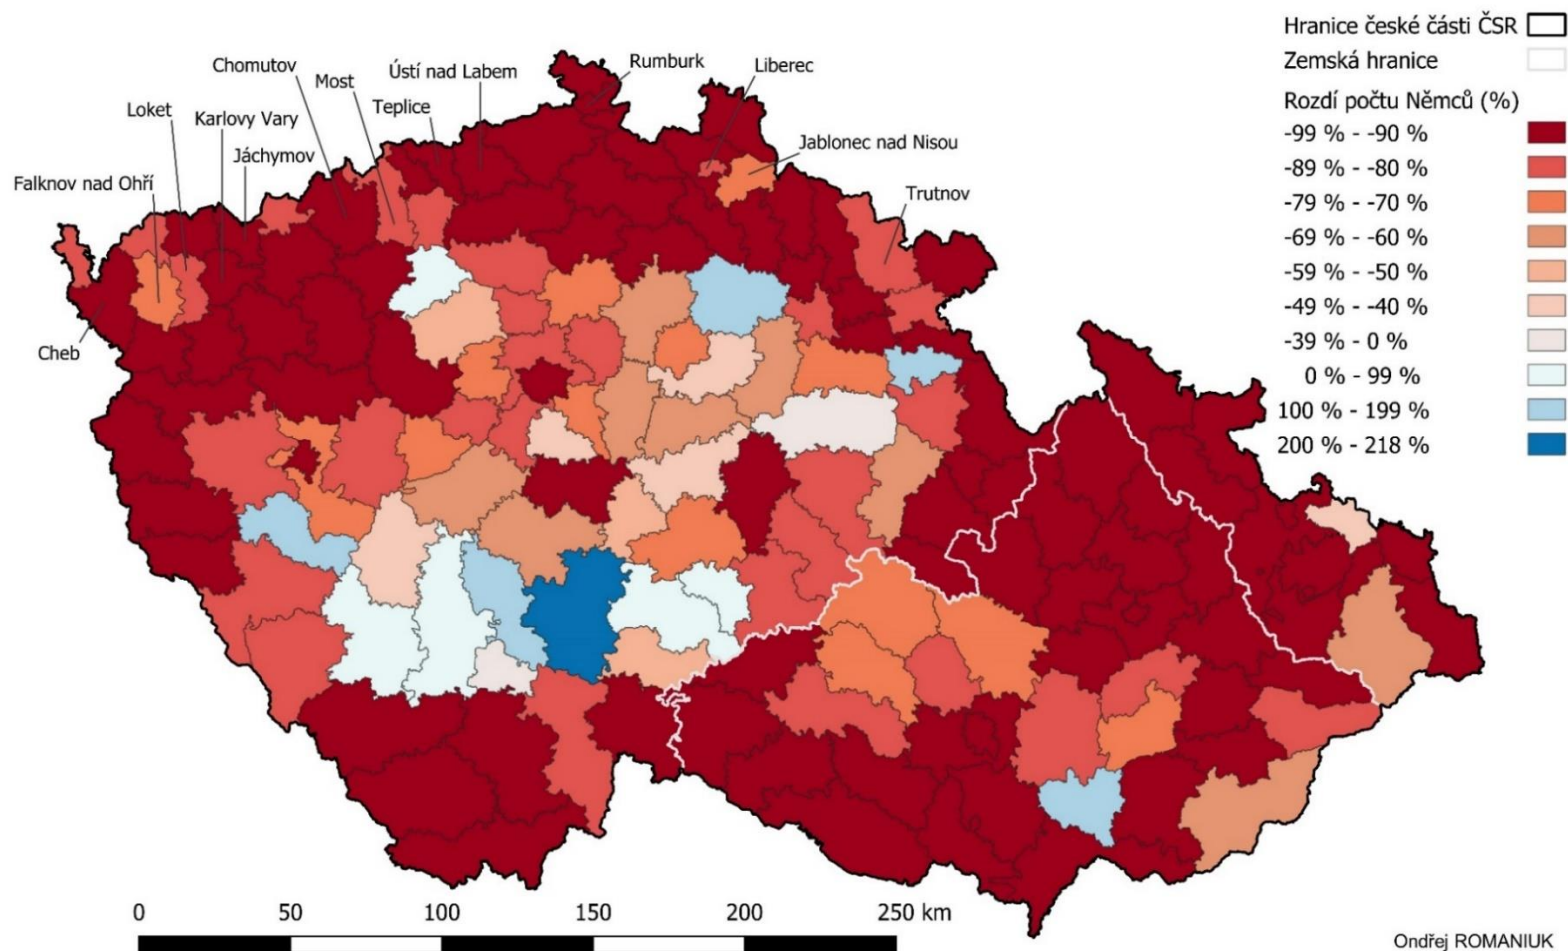 Hranice české části ČSR
Zemská hranice
Rozdí počtu Němců (%)
-99 % - -90 %
-89 % - -80 %
-79 % - -70 %
-69 % - -60 %
-59 % - -50 %
-49 % - -40 %
-39 % - 0 %
0 % - 99 %
100 % - 199 %
200 % - 218 %
Rumburk
Liberec
Ústí nad Labem
Chomutov
Most
Teplice
Loket
Karlovy Vary
Jáchymov
Jablonec nad Nisou
Falknov nad Ohří
Trutnov
Cheb
0 50 100 150 200 250 km
Ondřej ROMANIUK